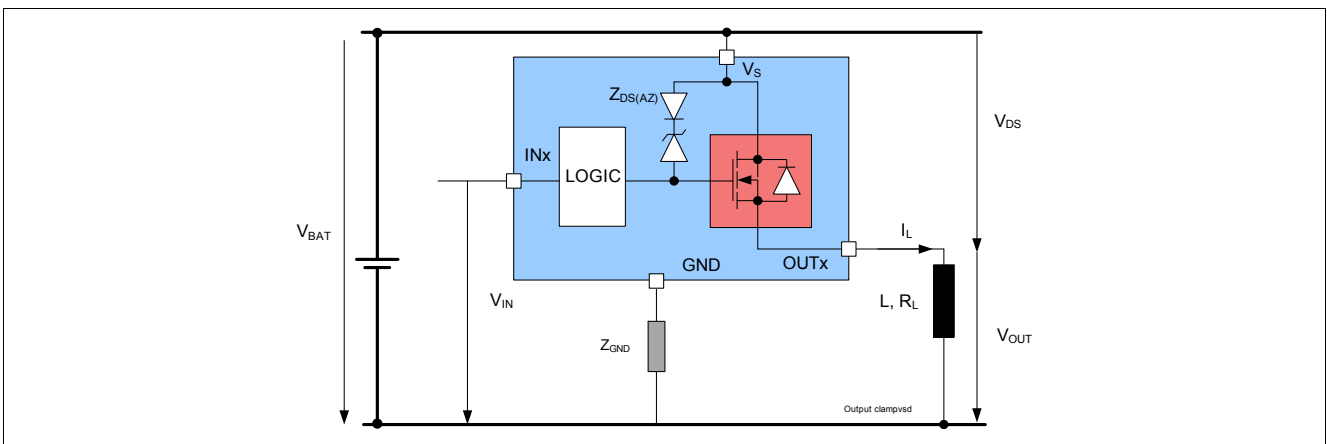 VS
ZDS(AZ)
VDS
INx
LOGIC
VBAT
IL
GND
OUTx
VIN
L, RL
ZGND
VOUT
Output clampvsd